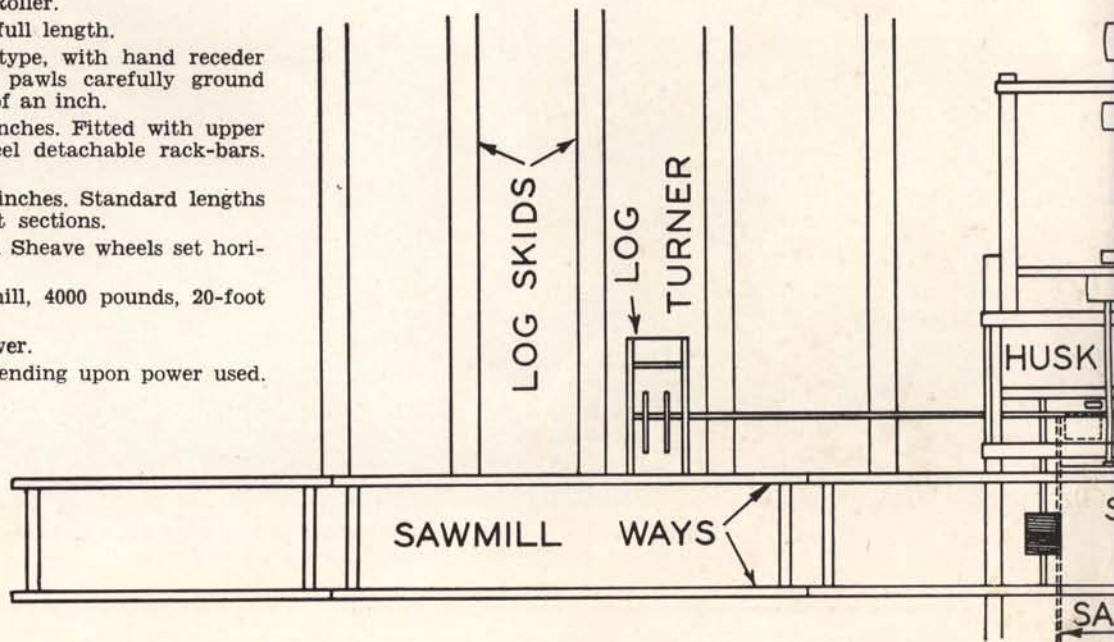 Roller.
full length.
type, with hand receder
pawls carefully ground
of an inch.
inches. Fitted with upper
eel detachable rack-bars.
inches. Standard lengths
t sections.
. Sheave wheels set hori-
nill, 4000 pounds, 20-foot
ver.
ending upon power used.
LOG SKIDS
LOG
TURNER
HUSK
SAWMILL WAYS
S
SA